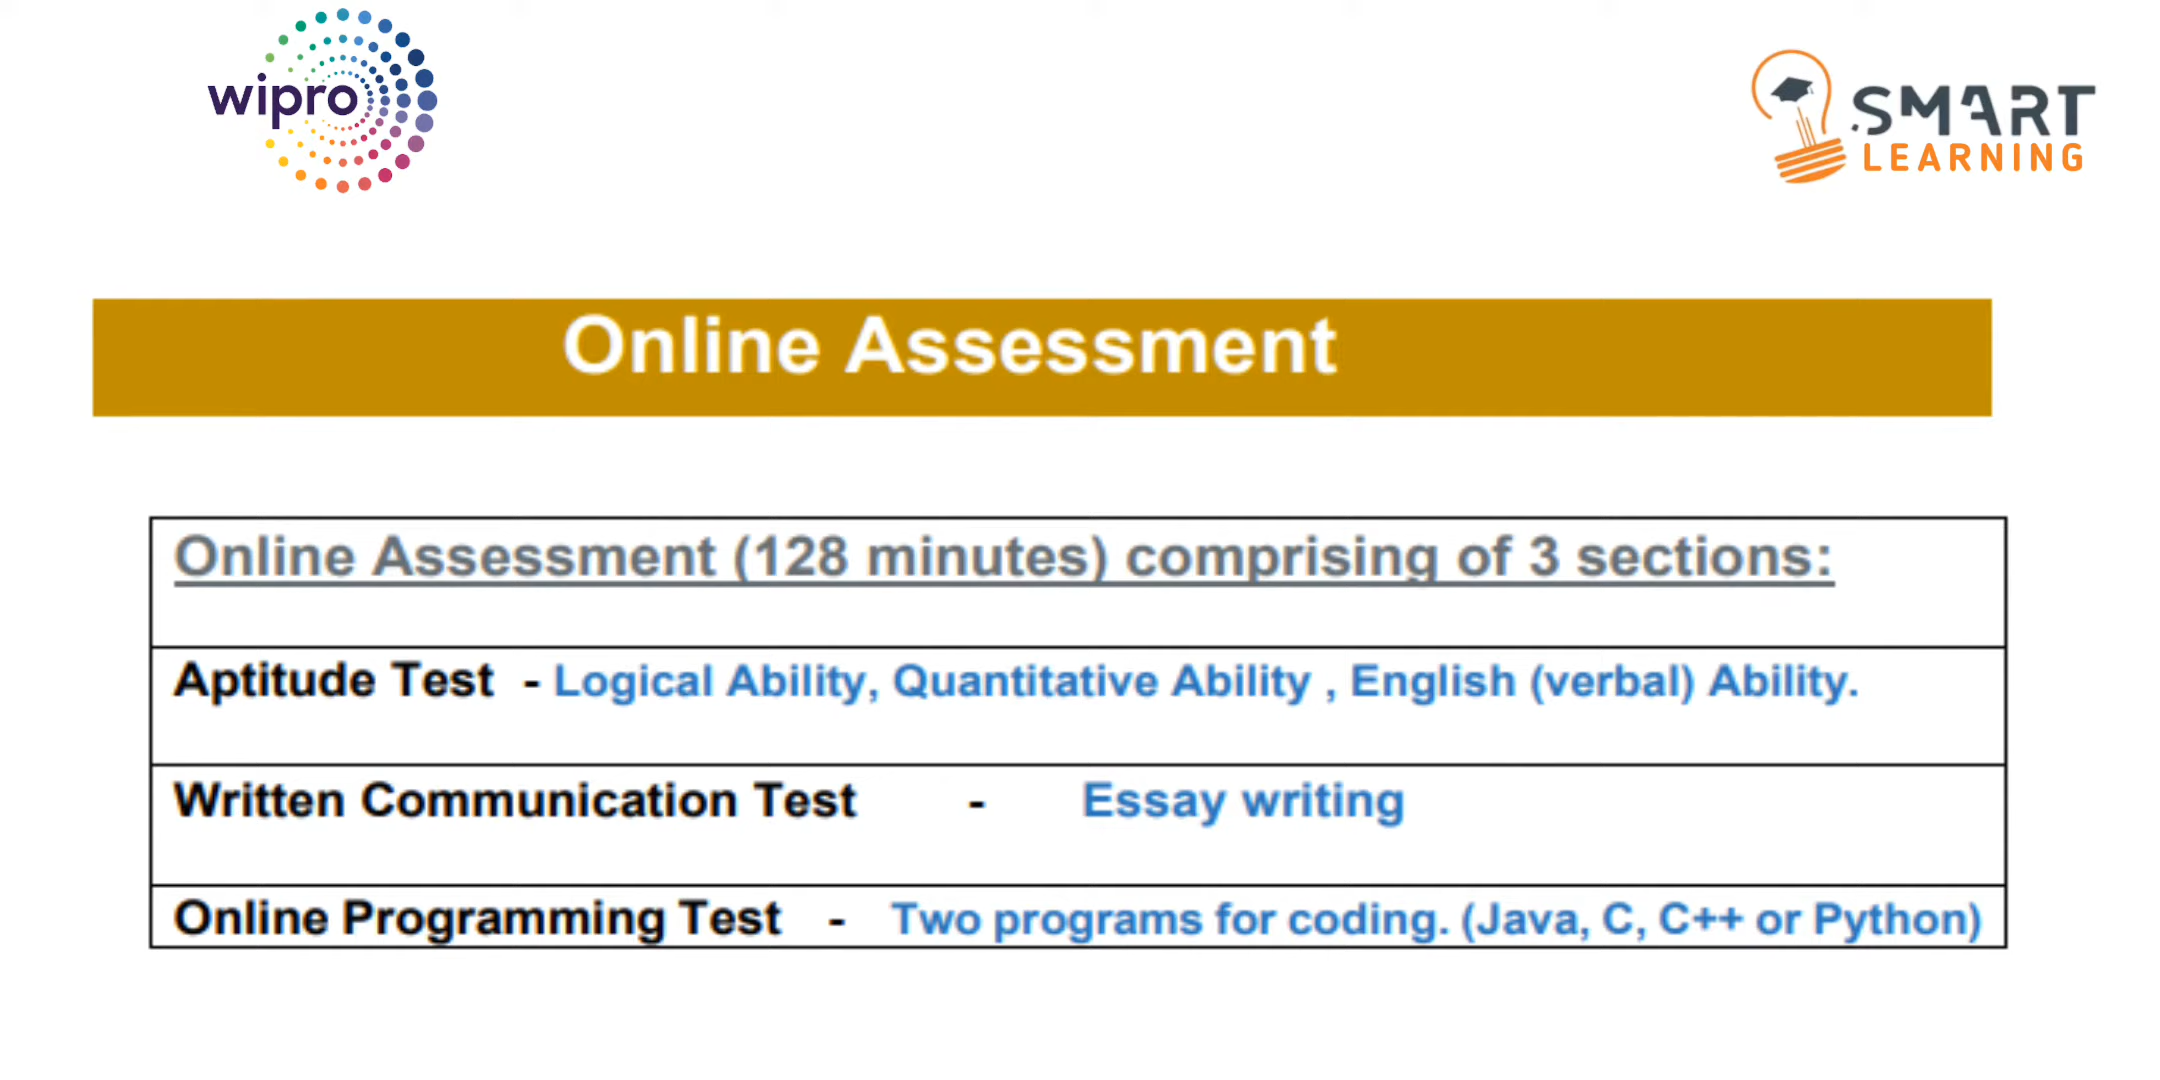 wipro
SMART
LEARNING
Online Assessment
Online Assessment (128 minutes) comprising of 3 sections:
Aptitude Test - Logical Ability, Quantitative Ability , English (verbal) Ability.
Written Communication Test - Essay writing
Online Programming Test - Two programs for coding. (Java, C, C++ or Python)